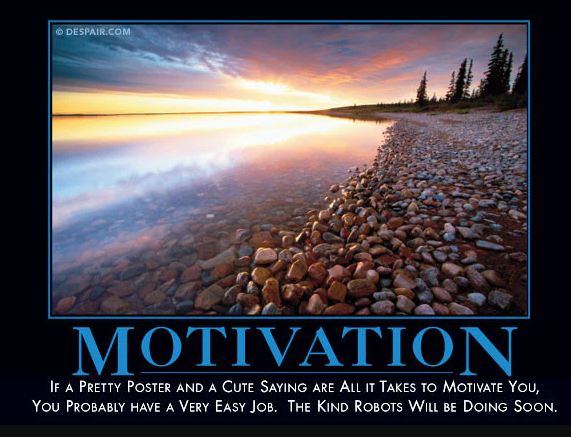 © DESPAIR.COM
MOTIVATION
IF A PRETTY POSTER AND A CUTE SAYING ARE ALL IT TAKES TO MOTIVATE YOU,
YOU PROBABLY HAVE A VERY EASY JOB. THE KIND ROBOTS WILL BE DOING SOON.